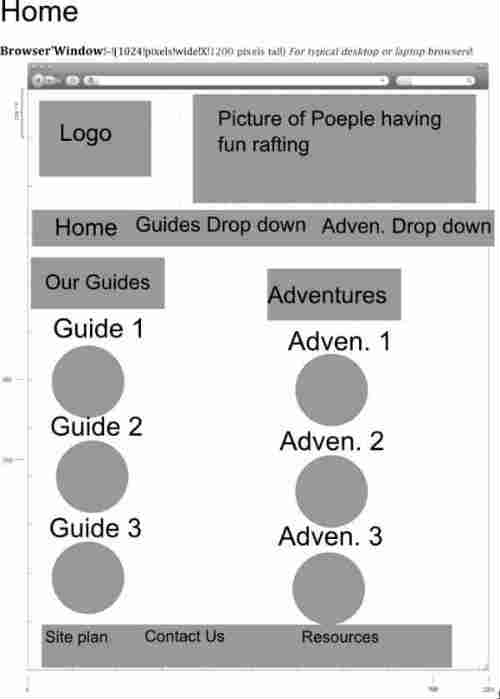 Home
Browser Window!-!(1024!pixels!wide!X!1200 pixels tall) For typical desktop or laptop browsers!
Logo
Picture of Poeple having
fun rafting
Home Guides Drop down Adven. Drop down
Our Guides
Adventures
Guide 1
Adven. 1
Guide 2
Adven. 2
Guide 3
Adven. 3
Site plan Contact Us Resources